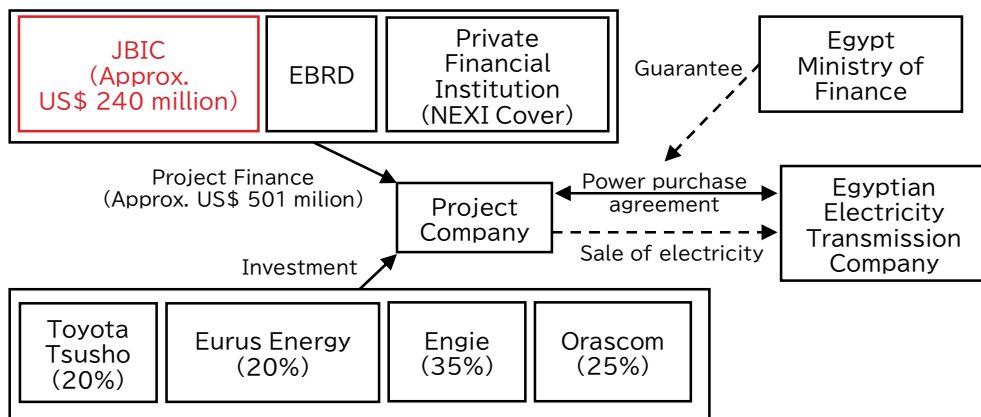 JBIC
(Approx.
US$ 240 million)
EBRD
Private
Financial
Institution
(NEXI Cover)
Guarantee
Egypt
Ministry of
Finance
Project Finance
(Approx. US$ 501 milion)
Project
Company
Power purchase
agreement
Sale of electricity
Egyptian
Electricity
Transmission
Company
Investment
Toyota
Tsusho
(20%)
Eurus Energy
(20%)
Engie
(35%)
Orascom
(25%)